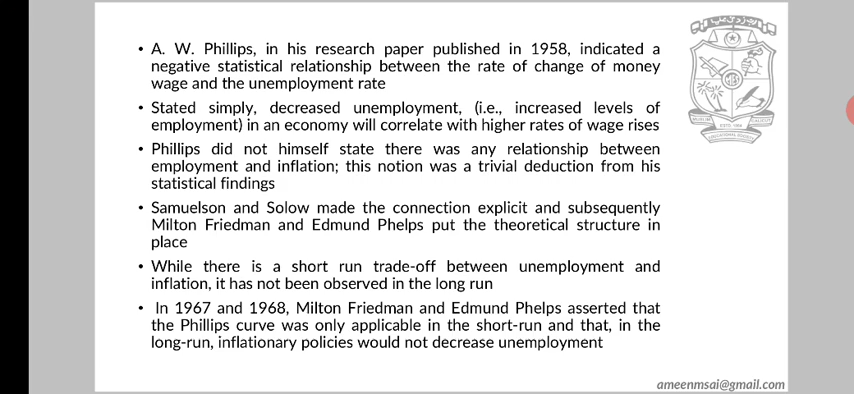 • A. W. Phillips, in his research paper published in 1958, indicated a
negative statistical relationship between the rate of change of money
wage and the unemployment rate
• Stated simply, decreased unemployment, (i.e., increased levels of
employment) in an economy will correlate with higher rates of wage rises
• Phillips did not himself state there was any relationship between
employment and inflation; this notion was a trivial deduction from his
statistical findings
• Samuelson and Solow made the connection explicit and subsequently
Milton Friedman and Edmund Phelps put the theoretical structure in
place
• While there is a short run trade-off between unemployment and
inflation, it has not been observed in the long run
• In 1967 and 1968, Milton Friedman and Edmund Phelps asserted that
the Phillips curve was only applicable in the short-run and that, in the
long-run, inflationary policies would not decrease unemployment
ameenmsai@gmail.com